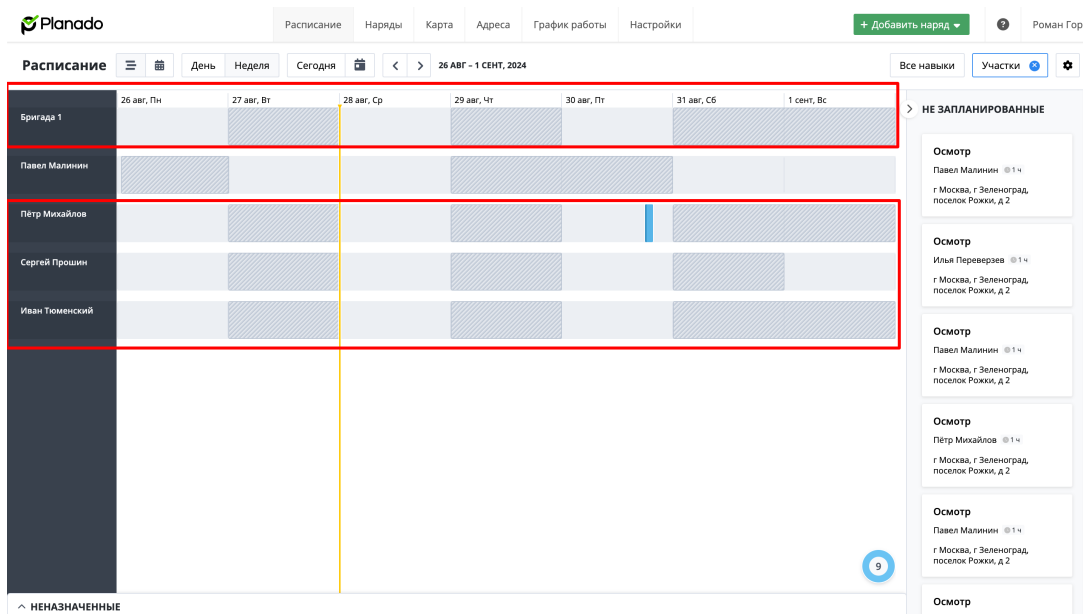 Planado
Расписание Наряды Карта Адреса График работы Настройки
+ Добавить наряд
? Роман Гор
Расписание
День Неделя
Сегодня
26 АВГ – 1 СЕНТ, 2024
Все навыки
Участки
26 авг, Пн 27 авг, Вт 28 авг, Ср 29 авг, Чт 30 авг, Пт 31 авг, Сб 1 сент, Вс
Бригада 1
Павел Малинин
Пётр Михайлов
Сергей Прошин
Иван Тюменский
9
НЕНАЗНАЧЕННЫЕ
НЕ ЗАПЛАНИРОВАННЫЕ
Осмотр
Павел Малинин 1 ч
г Москва, г Зеленоград,
поселок Рожки, д 2
Осмотр
Илья Переверзев 1 ч
г Москва, г Зеленоград,
поселок Рожки, д 2
Осмотр
Павел Малинин 1 ч
г Москва, г Зеленоград,
поселок Рожки, д 2
Осмотр
Пётр Михайлов 1 ч
г Москва, г Зеленоград,
поселок Рожки, д 2
Осмотр
Павел Малинин 1 ч
г Москва, г Зеленоград,
поселок Рожки, д 2
Осмотр